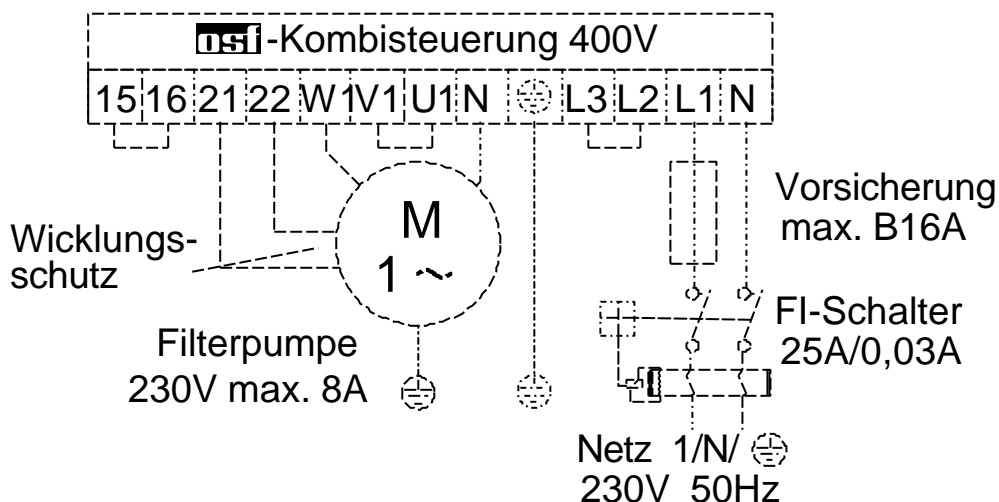 osf-Kombisteuerung 400V
15 16 21 22 W1 V1 U1 N L3 L2 L1 N
Vorsicherung
max. B16A
M
1 ~
Wicklungs-
schutz
FI-Schalter
25A/0,03A
Filterpumpe
230V max. 8A
Netz 1/N/
230V 50Hz